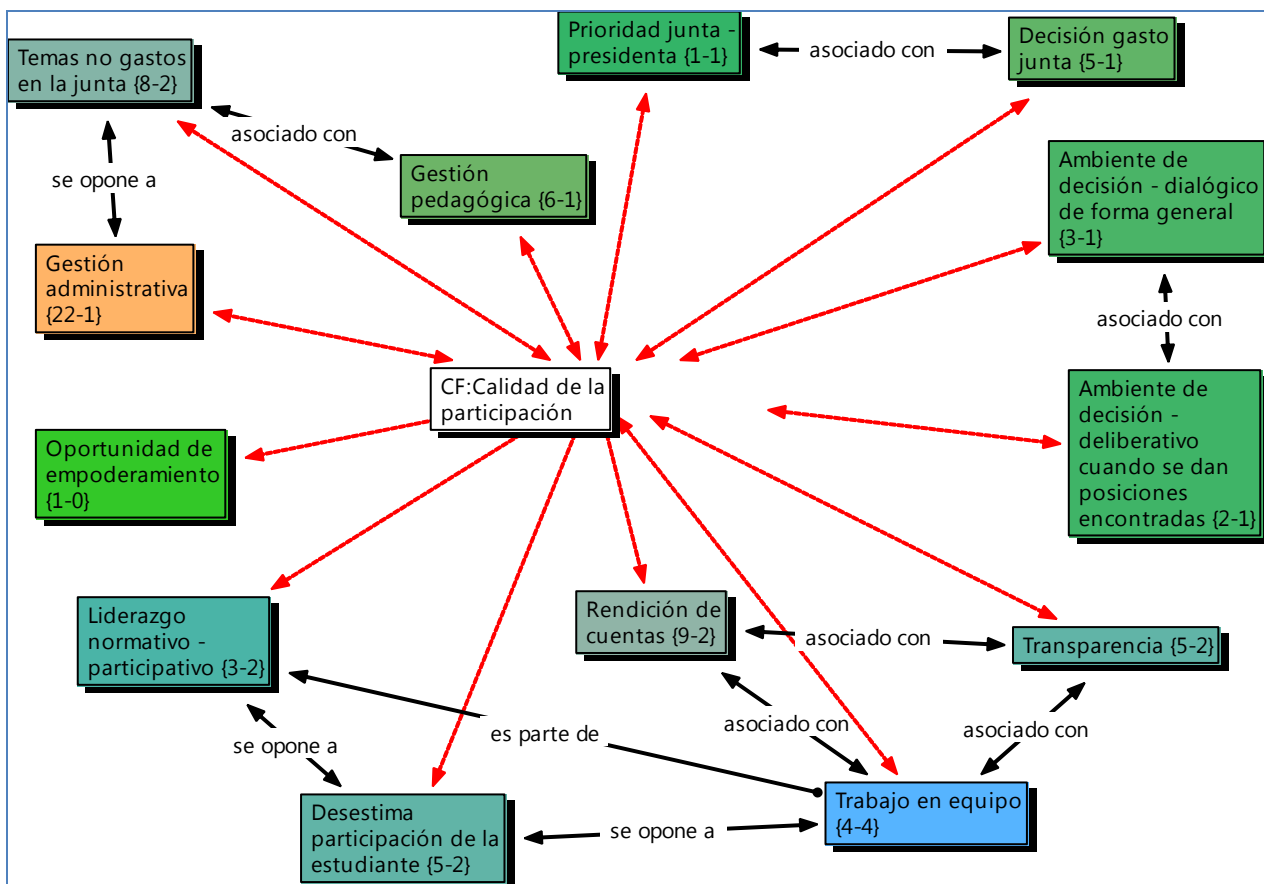 Temas no gastos
en la junta {8-2}
Prioridad junta -
presidenta {1-1}
asociado con
Decisión gasto
junta {5-1}
asociado con
se opone a
Gestión
pedagógica {6-1}
Ambiente de
decisión - dialógico
de forma general
{3-1}
Gestión
administrativa
{22-1}
asociado con
CF:Calidad de la
participación
Ambiente de
decisión -
deliberativo
cuando se dan
posiciones
encontradas {2-1}
Oportunidad de
empoderamiento
{1-0}
Liderazgo
normativo -
participativo {3-2}
Rendición de
cuentas {9-2}
asociado con
Transparencia {5-2}
es parte de
asociado con
asociado con
se opone a
Desestima
participación de la
estudiante {5-2}
se opone a
Trabajo en equipo
{4-4}